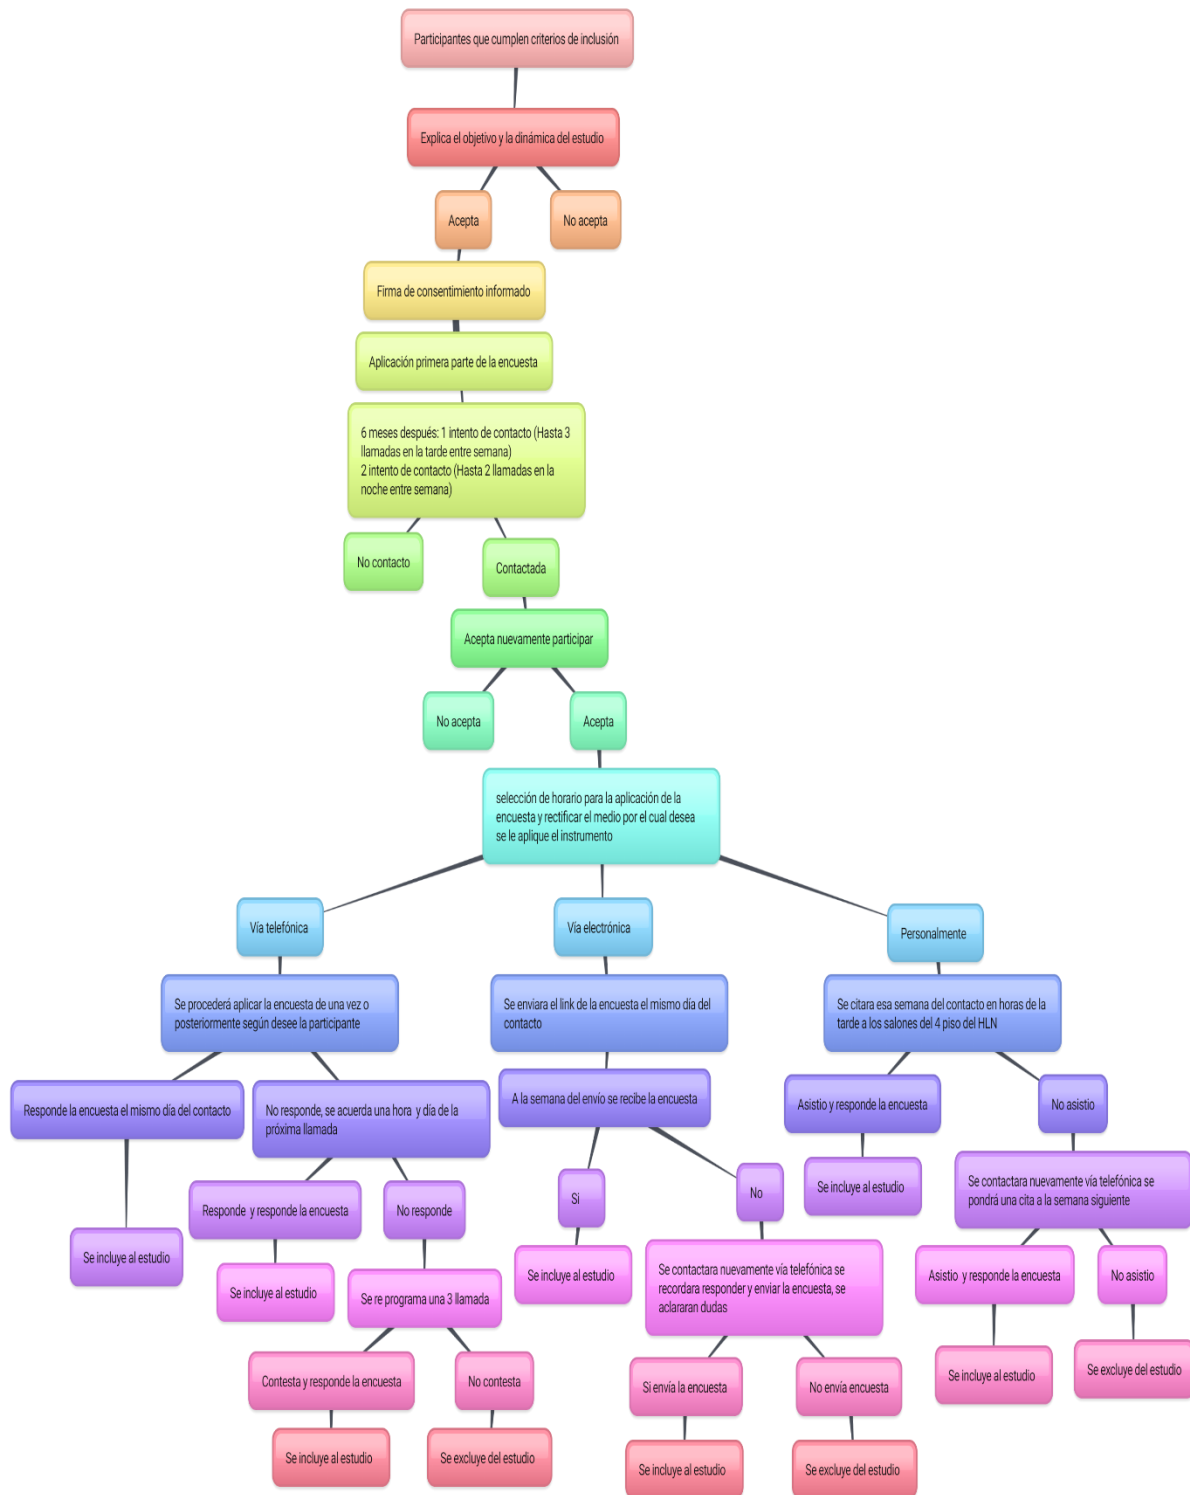 Participantes que cumplen criterios de inclusión
Explica el objetivo y la dinámica del estudio
Acepta
No acepta
Firma de consentimiento informado
Aplicación primera parte de la encuesta
6 meses después: 1 intento de contacto (Hasta 3
llamadas en la tarde entre semana)
2 intento de contacto (Hasta 2 llamadas en la
noche entre semana)
No contacto
Contactada
Acepta nuevamente participar
No acepta
Acepta
selección de horario para la aplicación de la
encuesta y rectificar el medio por el cual desea
se le aplique el instrumento
Vía telefónica
Vía electrónica
Personalmente
Se procederá aplicar la encuesta de una vez o
posteriormente según desee la participante
Se enviara el link de la encuesta el mismo día del
contacto
Se citara esa semana del contacto en horas de la
tarde a los salones del 4 piso del HLN
Responde la encuesta el mismo día del contacto
No responde, se acuerda una hora y día de la
próxima llamada
A la semana del envío se recibe la encuesta
Asistio y responde la encuesta
No asistio
Se incluye al estudio
Responde y responde la encuesta
No responde
Si
No
Se incluye al estudio
Se contactara nuevamente vía telefónica se
pondrá una cita a la semana siguiente
Se incluye al estudio
Se re programa una 3 llamada
Se incluye al estudio
Se contactara nuevamente vía telefónica se
recordara responder y enviar la encuesta, se
aclararan dudas
Asistio y responde la encuesta
No asistio
Contesta y responde la encuesta
No contesta
Si envía la encuesta
No envía encuesta
Se incluye al estudio
Se excluye del estudio
Se incluye al estudio
Se excluye del estudio
Se incluye al estudio
Se excluye del estudio